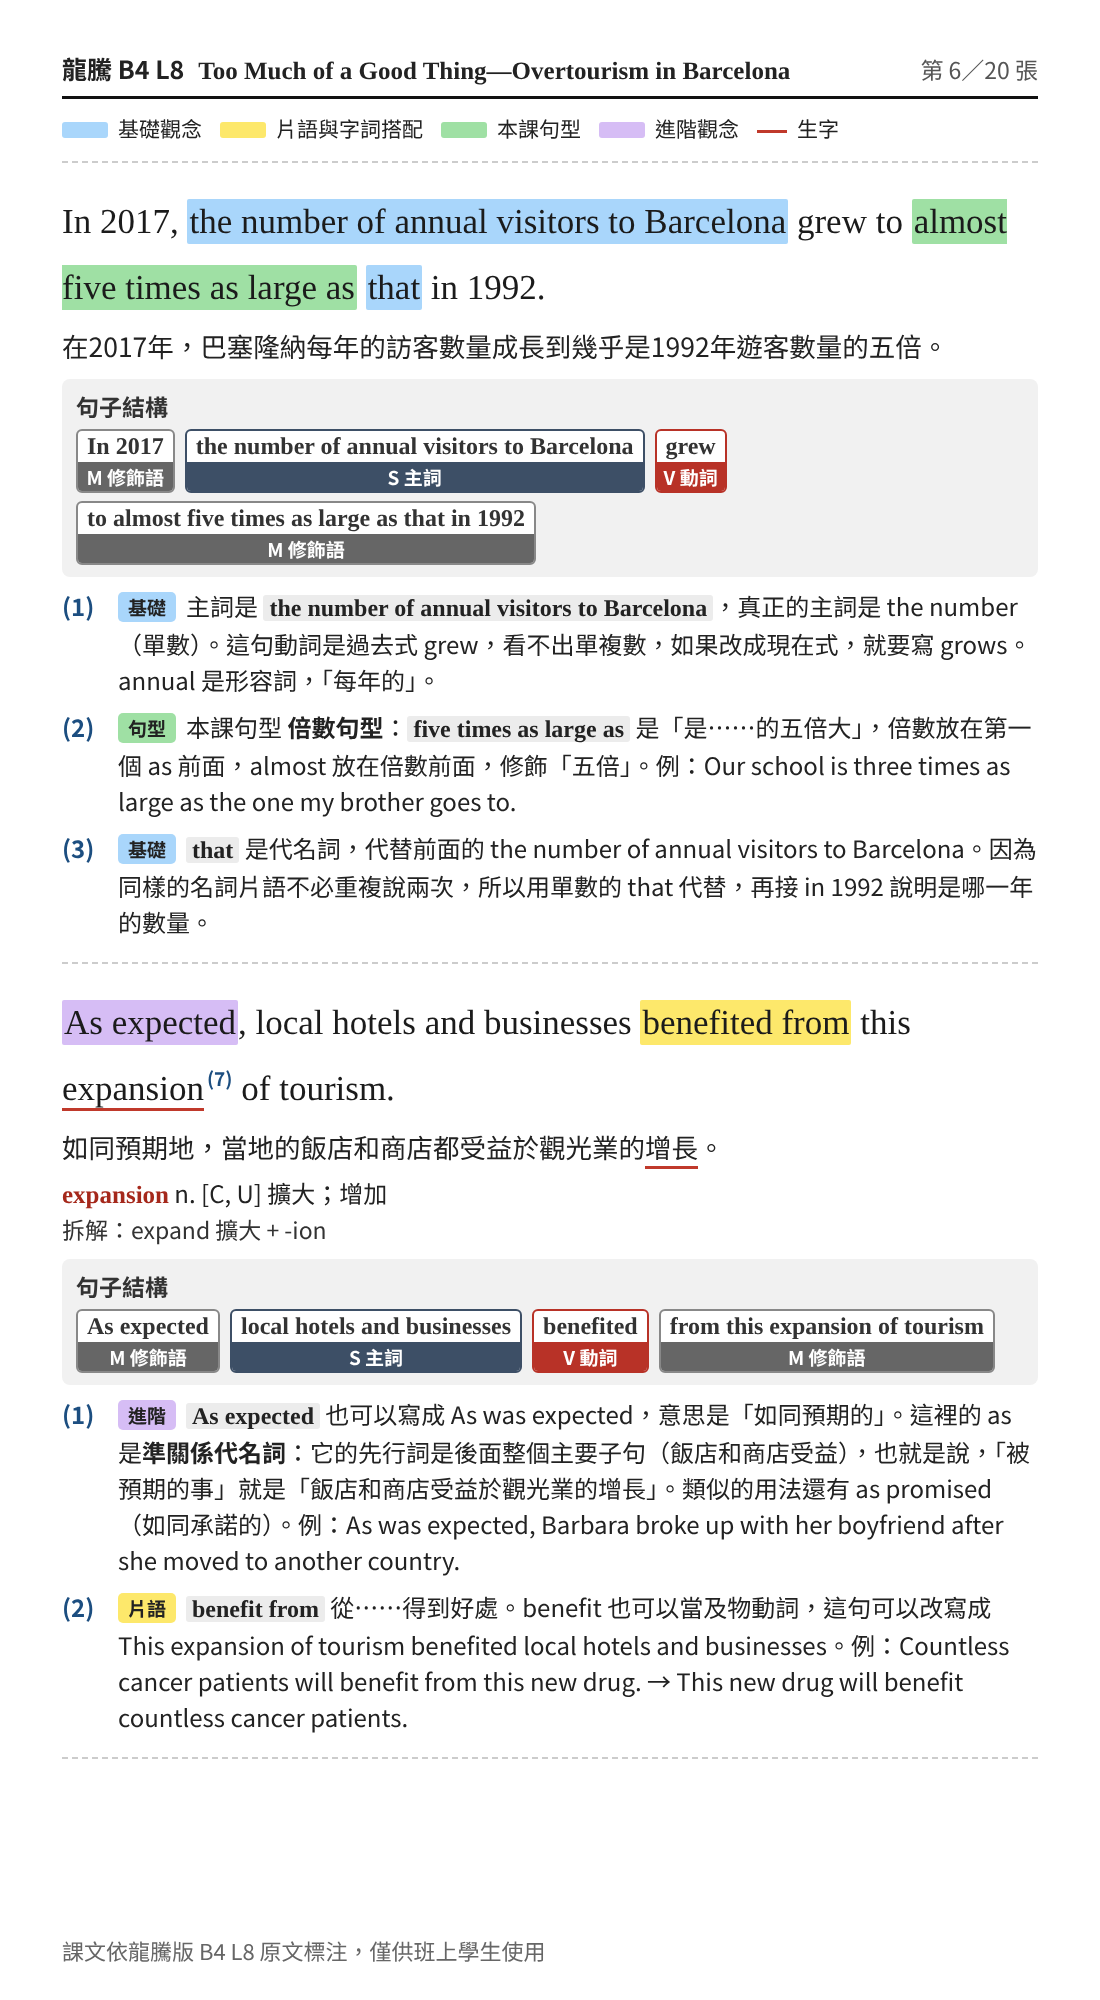 龍騰 B4 L8 Too Much of a Good Thing—Overtourism in Barcelona 第 6／20 張
基礎觀念 片語與字詞搭配 本課句型 進階觀念 生字
In 2017, the number of annual visitors to Barcelona grew to almost
five times as large as that in 1992.
在2017年，巴塞隆納每年的訪客數量成長到幾乎是1992年遊客數量的五倍。
句子結構
In 2017 the number of annual visitors to Barcelona grew
M 修飾語 S 主詞 V 動詞
to almost five times as large as that in 1992
M 修飾語
(1) 基礎 主詞是 the number of annual visitors to Barcelona，真正的主詞是 the number
（單數）。這句動詞是過去式 grew，看不出單複數，如果改成現在式，就要寫 grows。
annual 是形容詞，「每年的」。
(2) 句型 本課句型 倍數句型：five times as large as 是「是……的五倍大」，倍數放在第一
個 as 前面，almost 放在倍數前面，修飾「五倍」。例：Our school is three times as
large as the one my brother goes to.
(3) 基礎 that 是代名詞，代替前面的 the number of annual visitors to Barcelona。因為
同樣的名詞片語不必重複說兩次，所以用單數的 that 代替，再接 in 1992 說明是哪一年
的數量。
As expected, local hotels and businesses benefited from this
expansion(7) of tourism.
如同預期地，當地的飯店和商店都受益於觀光業的增長。
expansion n. [C, U] 擴大；增加
拆解：expand 擴大 + -ion
句子結構
As expected local hotels and businesses benefited from this expansion of tourism
M 修飾語 S 主詞 V 動詞 M 修飾語
(1) 進階 As expected 也可以寫成 As was expected，意思是「如同預期的」。這裡的 as
是準關係代名詞：它的先行詞是後面整個主要子句（飯店和商店受益），也就是說，「被
預期的事」就是「飯店和商店受益於觀光業的增長」。類似的用法還有 as promised
（如同承諾的）。例：As was expected, Barbara broke up with her boyfriend after
she moved to another country.
(2) 片語 benefit from 從……得到好處。benefit 也可以當及物動詞，這句可以改寫成
This expansion of tourism benefited local hotels and businesses。例：Countless
cancer patients will benefit from this new drug. → This new drug will benefit
countless cancer patients.
課文依龍騰版 B4 L8 原文標注，僅供班上學生使用